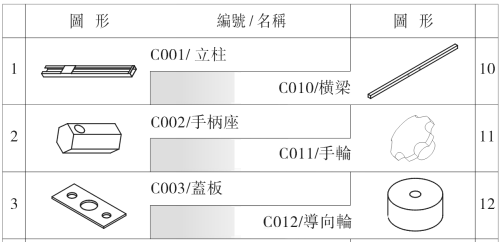 圖 形 編號/名稱 圖 形
1 C001/ 立柱
C010/橫梁 10
2 C002/手柄座
C011/手輪 11
3 C003/蓋板
C012/導向輪 12